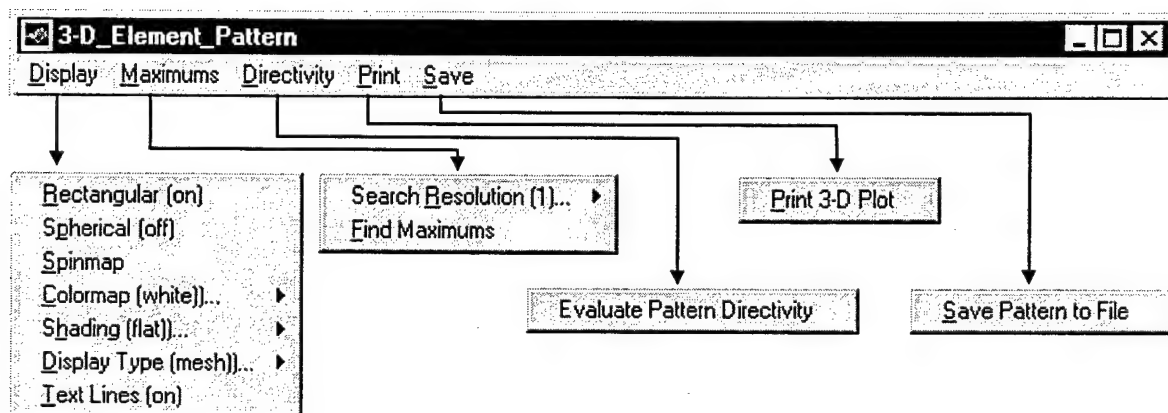 3-D_Element_Pattern
Display Maximums Directivity Print Save
Rectangular (on)
Spherical (off)
Spinmap
Colormap (white))...
Shading (flat))...
Display Type (mesh))...
Text Lines (on)
Search Resolution (1)...
Find Maximums
Evaluate Pattern Directivity
Print 3-D Plot
Save Pattern to File